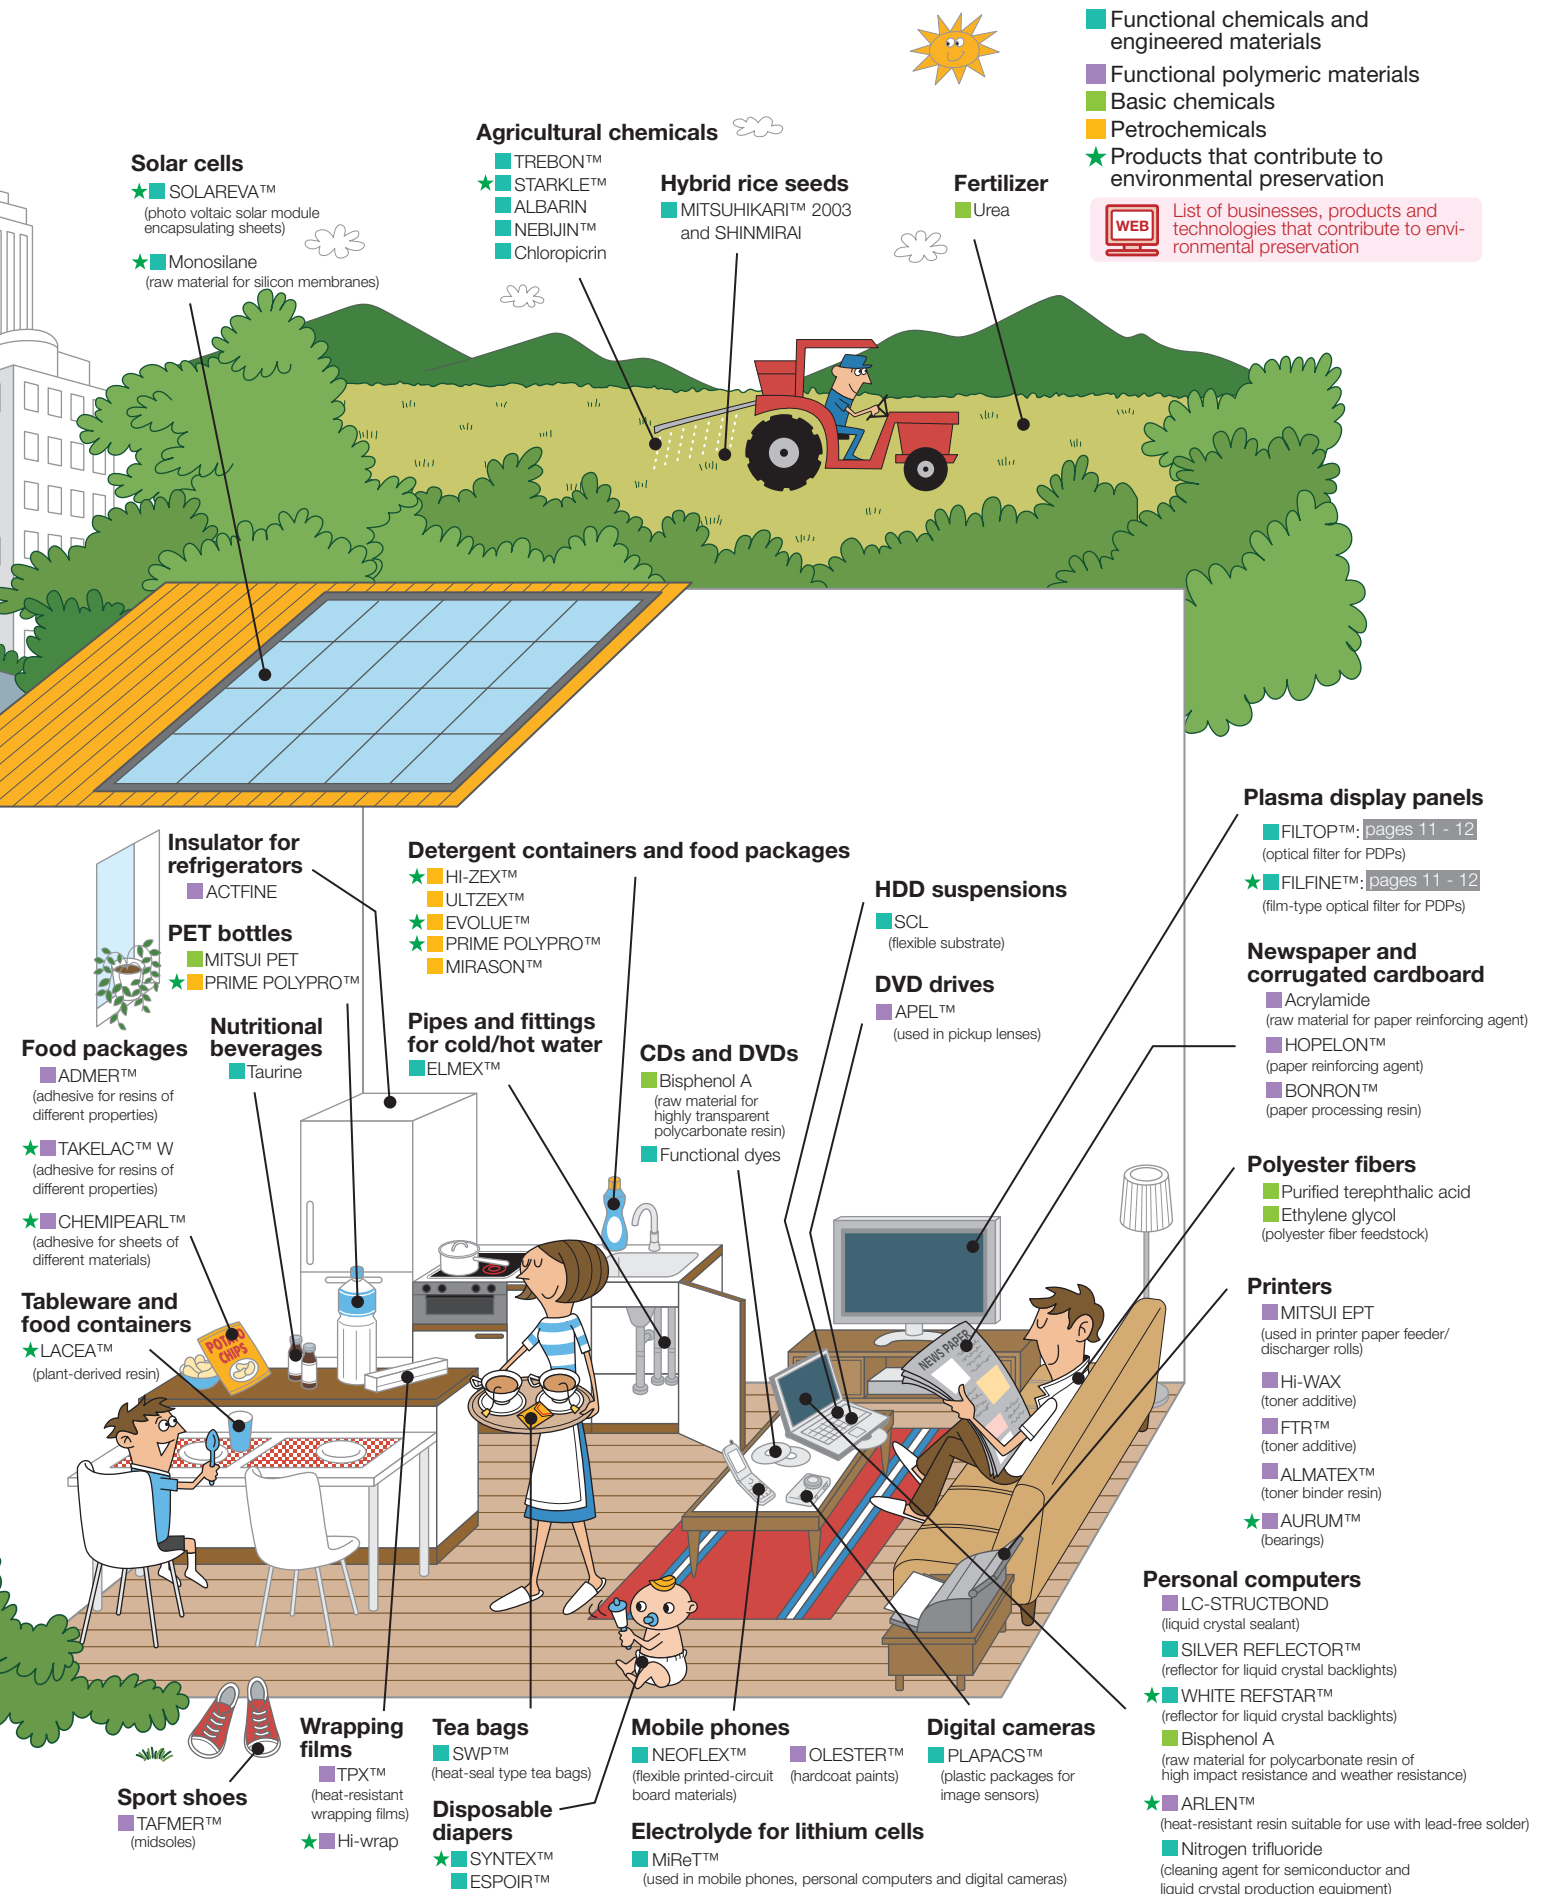 Functional chemicals and
engineered materials
Functional polymeric materials
Basic chemicals
Petrochemicals
★ Products that contribute to
environmental preservation
WEB
List of businesses, products and
technologies that contribute to envi-
ronmental preservation
Solar cells
★ SOLAREVA™
(photo voltaic solar module
encapsulating sheets)
★ Monosilane
(raw material for silicon membranes)
Agricultural chemicals
TREBON™
★ STARKLE™
ALBARIN
NEBIJIN™
Chloropicrin
Hybrid rice seeds
MITSUHIKARI™ 2003
and SHINMIRAI
Fertilizer
Urea
Insulator for
refrigerators
ACTFINE
PET bottles
MITSUI PET
★ PRIME POLYPRO™
Nutritional
beverages
Taurine
Food packages
ADMER™
(adhesive for resins of
different properties)
★ TAKELAC™ W
(adhesive for resins of
different properties)
★ CHEMIPEARL™
(adhesive for sheets of
different materials)
Tableware and
food containers
★ LACEA™
(plant-derived resin)
Detergent containers and food packages
★ HI-ZEX™
ULTZEX™
★ EVOLUE™
★ PRIME POLYPRO™
MIRASON™
Pipes and fittings
for cold/hot water
ELMEX™
CDs and DVDs
Bisphenol A
(raw material for
highly transparent
polycarbonate resin)
Functional dyes
HDD suspensions
SCL
(flexible substrate)
DVD drives
APEL™
(used in pickup lenses)
Plasma display panels
FILTOP™: pages 11 - 12
(optical filter for PDPs)
★ FILFINE™: pages 11 - 12
(film-type optical filter for PDPs)
Newspaper and
corrugated cardboard
Acrylamide
(raw material for paper reinforcing agent)
HOPELON™
(paper reinforcing agent)
BONRON™
(paper processing resin)
Polyester fibers
Purified terephthalic acid
Ethylene glycol
(polyester fiber feedstock)
Printers
MITSUI EPT
(used in printer paper feeder/
discharger rolls)
Hi-WAX
(toner additive)
FTR™
(toner additive)
ALMATEX™
(toner binder resin)
★ AURUM™
(bearings)
POTATO
CHIPS
NEWS PAPER
Personal computers
LC-STRUCTBOND
(liquid crystal sealant)
SILVER REFLECTOR™
(reflector for liquid crystal backlights)
★ WHITE REFSTAR™
(reflector for liquid crystal backlights)
Bisphenol A
(raw material for polycarbonate resin of
high impact resistance and weather resistance)
★ ARLEN™
(heat-resistant resin suitable for use with lead-free solder)
Nitrogen trifluoride
(cleaning agent for semiconductor and
liquid crystal production equipment)
Sport shoes
TAFMER™
(midsoles)
Wrapping
films
TPX™
(heat-resistant
wrapping films)
★ Hi-wrap
Tea bags
SWP™
(heat-seal type tea bags)
Disposable
diapers
★ SYNTEX™
ESPOIR™
Mobile phones
NEOFLEX™
(flexible printed-circuit
board materials)
OLESTER™
(hardcoat paints)
Digital cameras
PLAPACS™
(plastic packages for
image sensors)
Electrolyde for lithium cells
MiReT™
(used in mobile phones, personal computers and digital cameras)